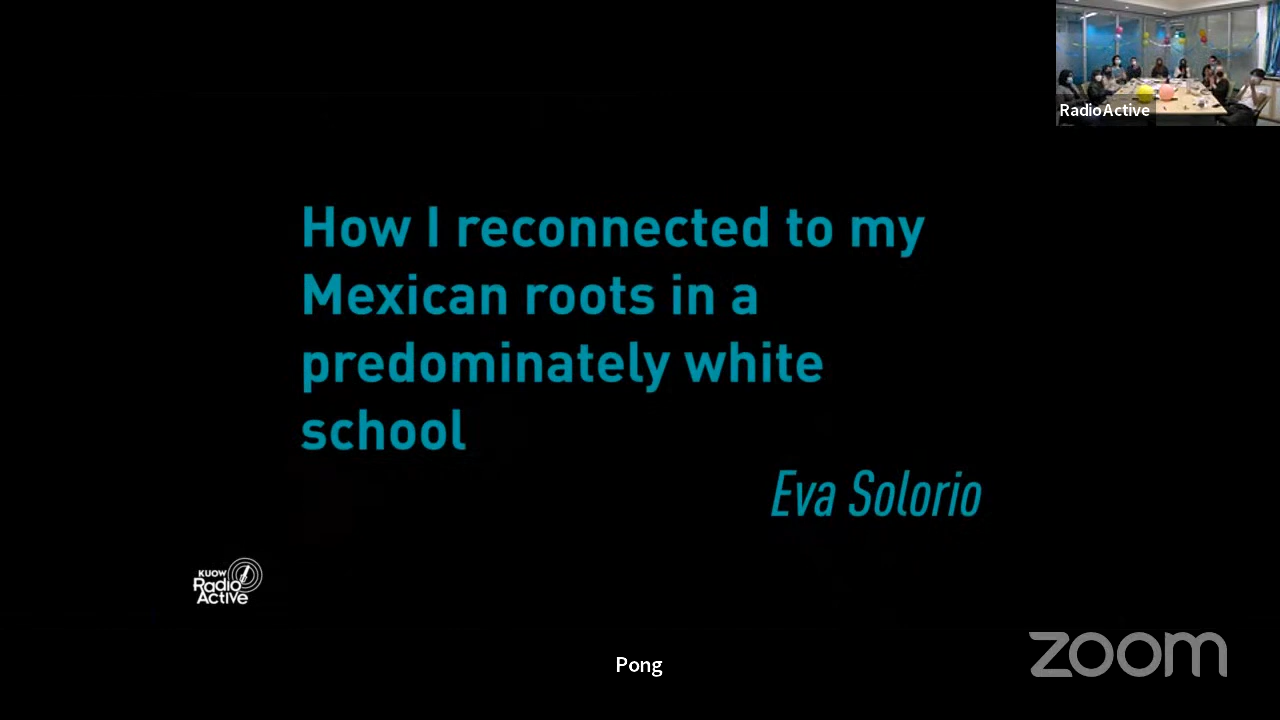 RadioActive
How I reconnected to my
Mexican roots in a
predominately white
school
Eva Solorio
KUOW
Radio
Active
Pong
zoom